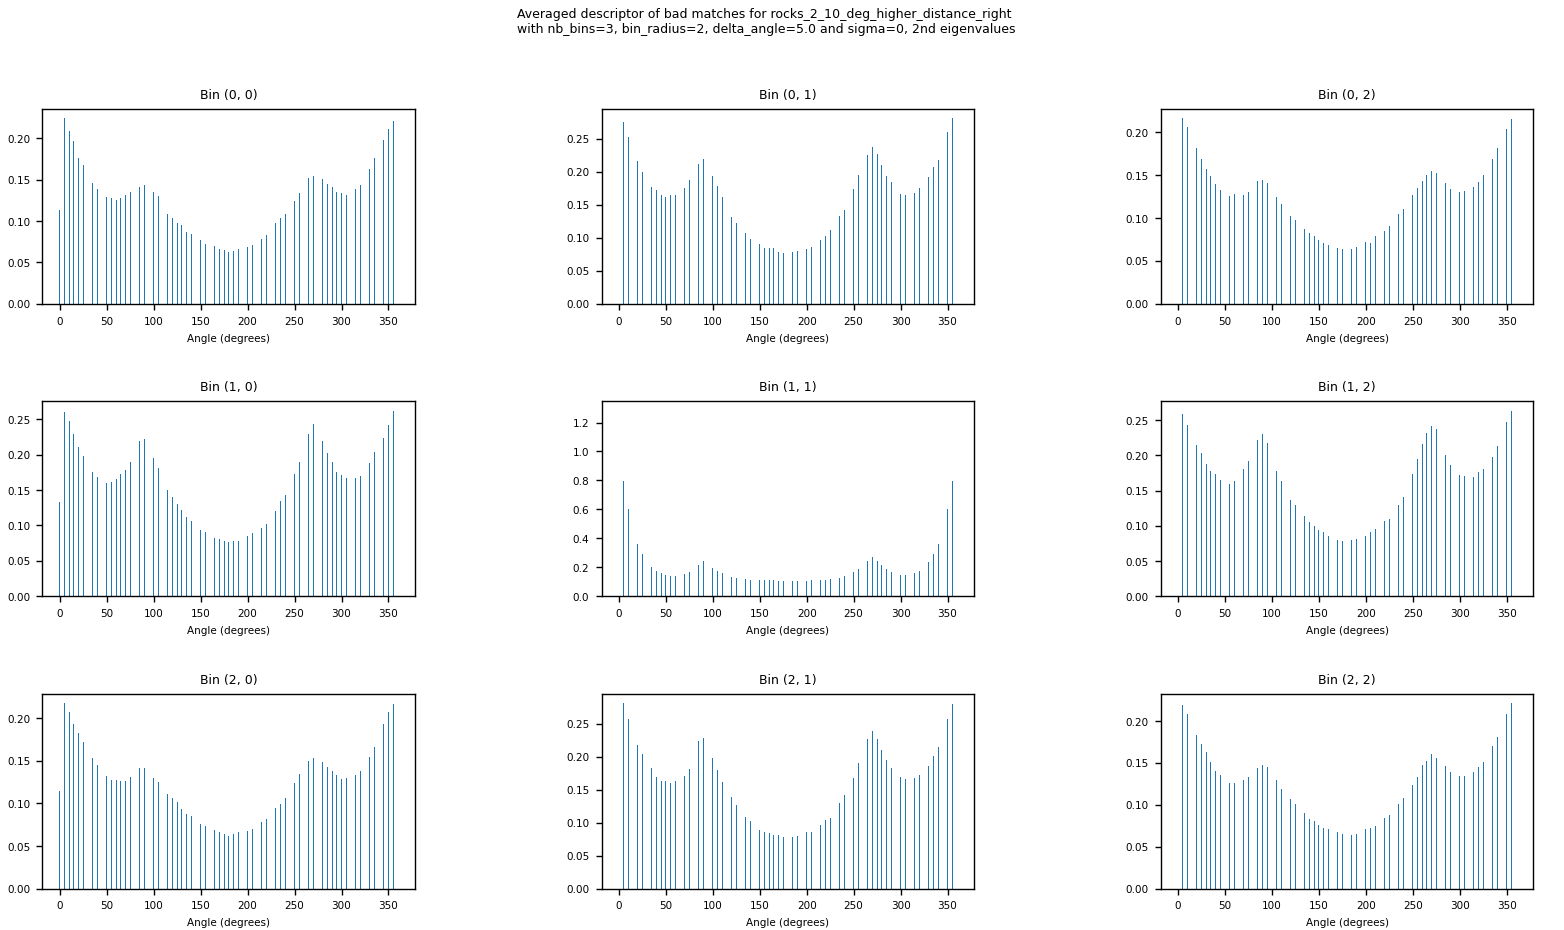 Averaged descriptor of bad matches for rocks_2_10_deg_higher_distance_right
with nb_bins=3, bin_radius=2, delta_angle=5.0 and sigma=0, 2nd eigenvalues
Bin (0, 0)
0.20
0.15
0.10
0.05
0.00
0 50 100 150 200 250 300 350
Angle (degrees)
Bin (0, 1)
0.25
0.20
0.15
0.10
0.05
0.00
0 50 100 150 200 250 300 350
Angle (degrees)
Bin (0, 2)
0.20
0.15
0.10
0.05
0.00
0 50 100 150 200 250 300 350
Angle (degrees)
Bin (1, 0)
0.25
0.20
0.15
0.10
0.05
0.00
0 50 100 150 200 250 300 350
Angle (degrees)
Bin (1, 1)
1.2
1.0
0.8
0.6
0.4
0.2
0.0
0 50 100 150 200 250 300 350
Angle (degrees)
Bin (1, 2)
0.25
0.20
0.15
0.10
0.05
0.00
0 50 100 150 200 250 300 350
Angle (degrees)
Bin (2, 0)
0.20
0.15
0.10
0.05
0.00
0 50 100 150 200 250 300 350
Angle (degrees)
Bin (2, 1)
0.25
0.20
0.15
0.10
0.05
0.00
0 50 100 150 200 250 300 350
Angle (degrees)
Bin (2, 2)
0.20
0.15
0.10
0.05
0.00
0 50 100 150 200 250 300 350
Angle (degrees)